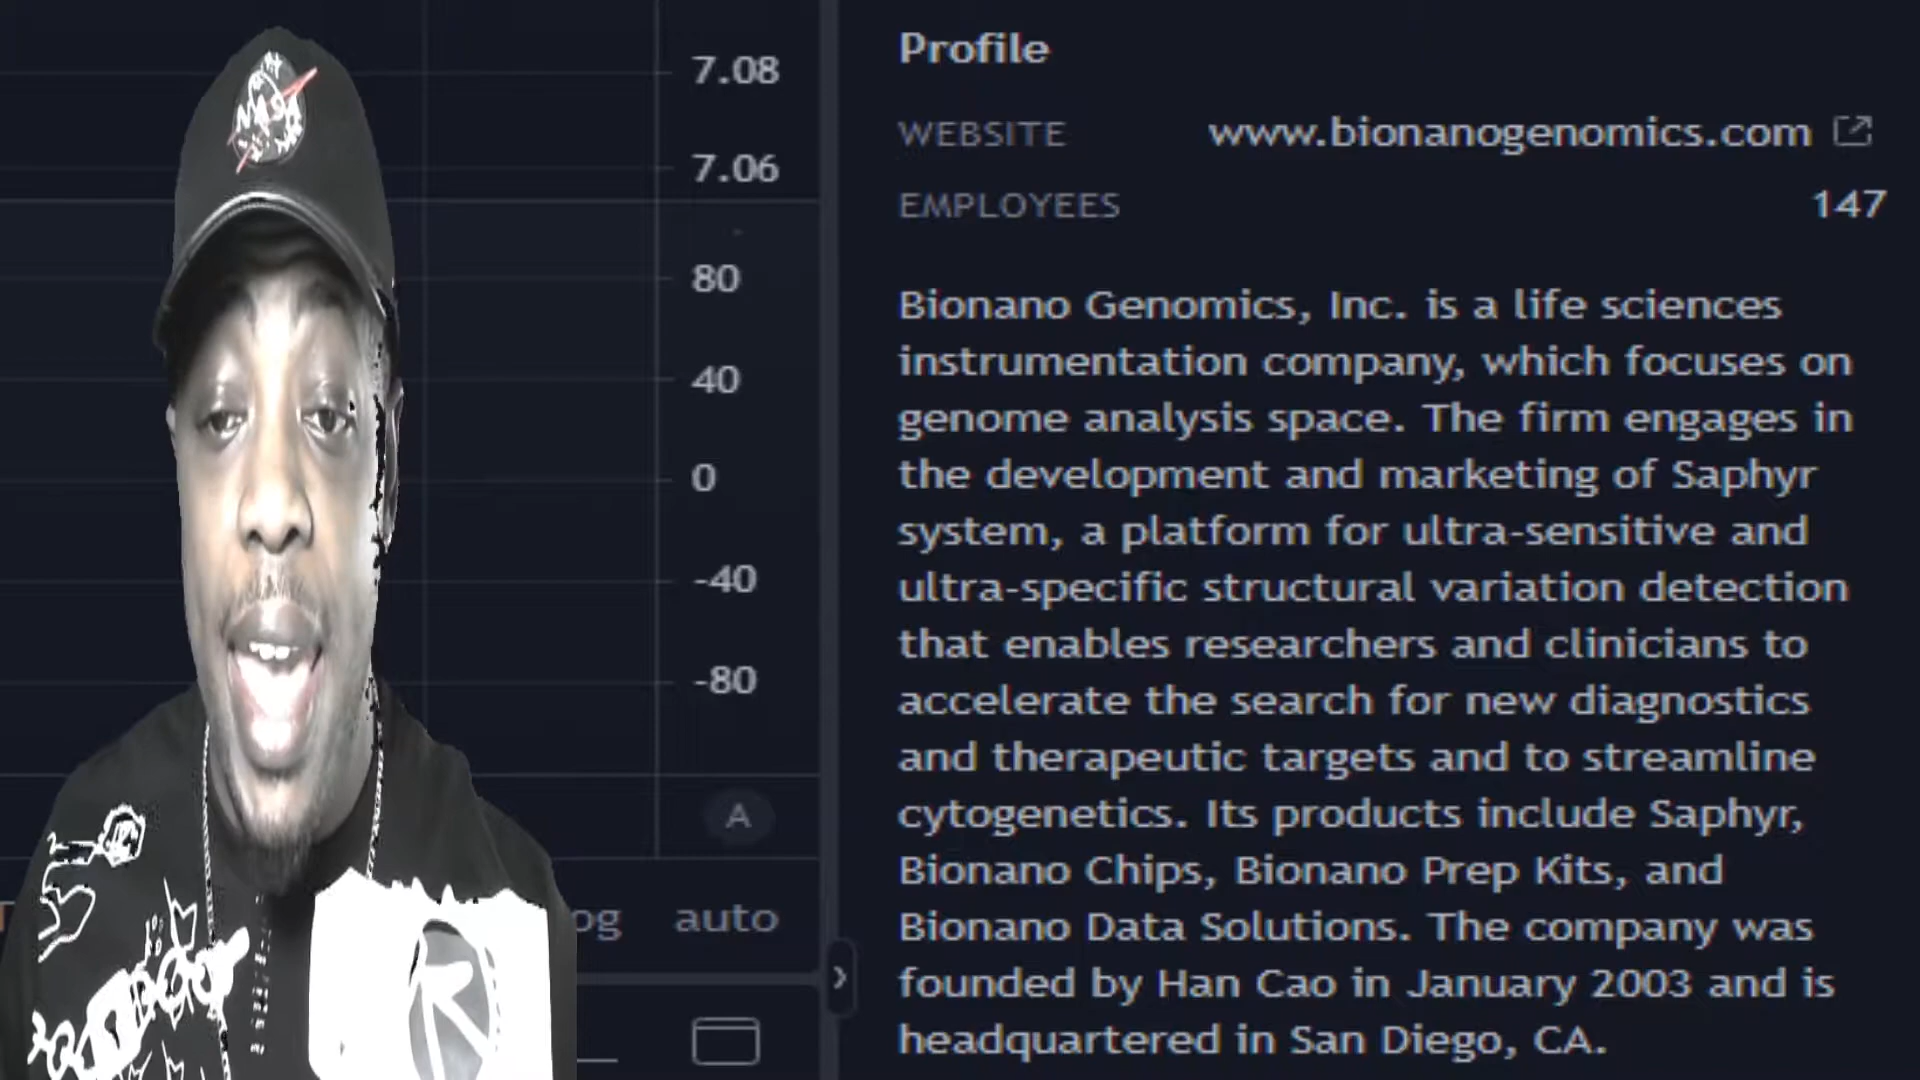 NASA
7.08
7.06
80
40
0
-40
-80
A
auto
Profile
WEBSITE www.bionanogenomics.com
EMPLOYEES 147
Bionano Genomics, Inc. is a life sciences
instrumentation company, which focuses on
genome analysis space. The firm engages in
the development and marketing of Saphyr
system, a platform for ultra-sensitive and
ultra-specific structural variation detection
that enables researchers and clinicians to
accelerate the search for new diagnostics
and therapeutic targets and to streamline
cytogenetics. Its products include Saphyr,
Bionano Chips, Bionano Prep Kits, and
Bionano Data Solutions. The company was
founded by Han Cao in January 2003 and is
headquartered in San Diego, CA.